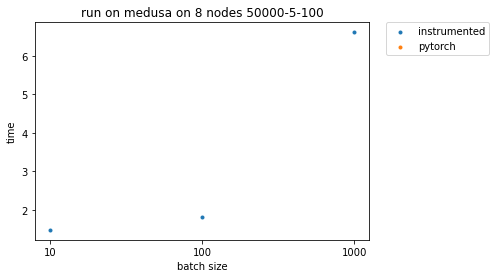 run on medusa on 8 nodes 50000-5-100
instrumented
pytorch
6
5
4
3
2
time
10
100
1000
batch size